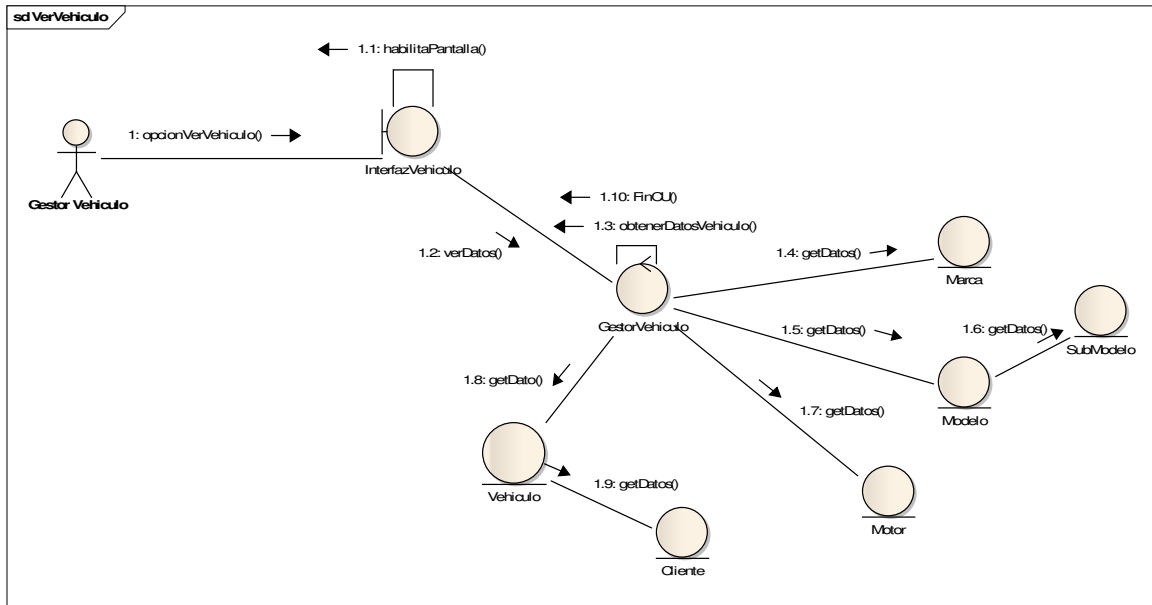 sd VerVehiculo
1.1: habilitaPantalla()
1: opcionVerVehiculo()
InterfazVehiculo
Gestor Vehiculo
1.10: FinCU()
1.3: obtenerDatosVehiculo()
1.2: verDatos()
1.4: getDatos()
Marca
GestorVehiculo
1.5: getDatos()
1.6: getDatos()
SubModelo
1.8: getDato()
1.7: getDatos()
Modelo
Vehiculo
1.9: getDatos()
Motor
Cliente